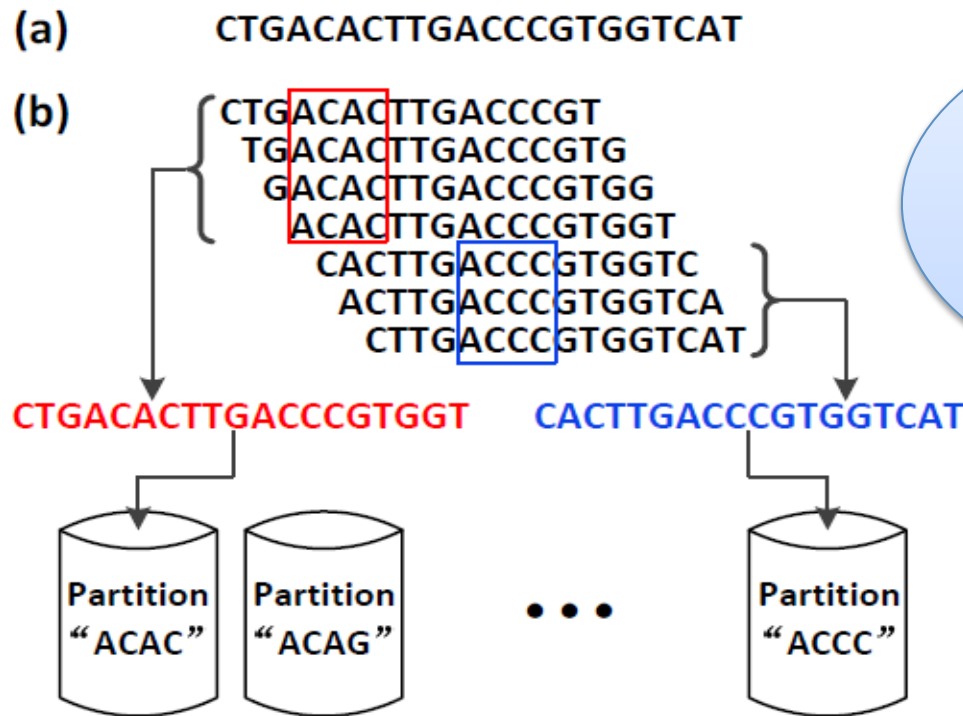 (a) CTGACACTTGACCCGTGGTCAT
(b) CTGACACTTGACCCGT
TGACACTTGACCCGTG
GACACTTGACCCGTGG
ACACTTGACCCGTGGT
CACTTGACCCGTGGTC
ACTTGACCCGTGGTCA
CTTGACCCGTGGTCAT
CTGACACTTGACCCGTGGT CACTTGACCCGTGGTCAT
Partition Partition ••• Partition
“ACAC” “ACAG” “ACCC”